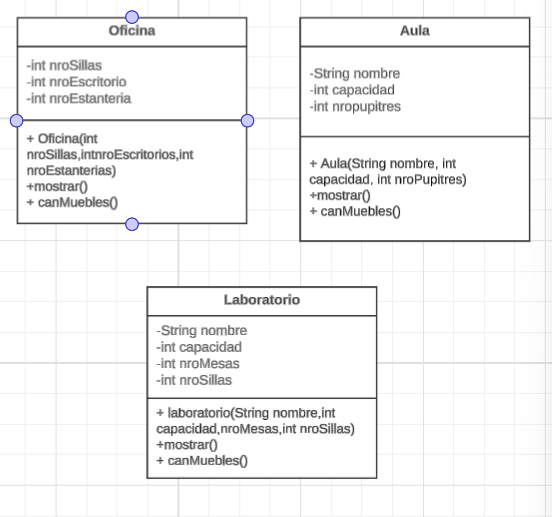 Oficina
-int nroSillas
-int nroEscritorio
-int nroEstanteria
+ Oficina(int
nroSillas,intnroEscritorios,int
nroEstanterias)
+mostrar()
+ canMuebles()
Aula
-String nombre
-int capacidad
-int nropupitres
+ Aula(String nombre, int
capacidad, int nroPupitres)
+mostrar()
+ canMuebles()
Laboratorio
-String nombre
-int capacidad
-int nroMesas
-int nroSillas
+ laboratorio(String nombre,int
capacidad,nroMesas,int nroSillas)
+mostrar()
+ canMuebles()